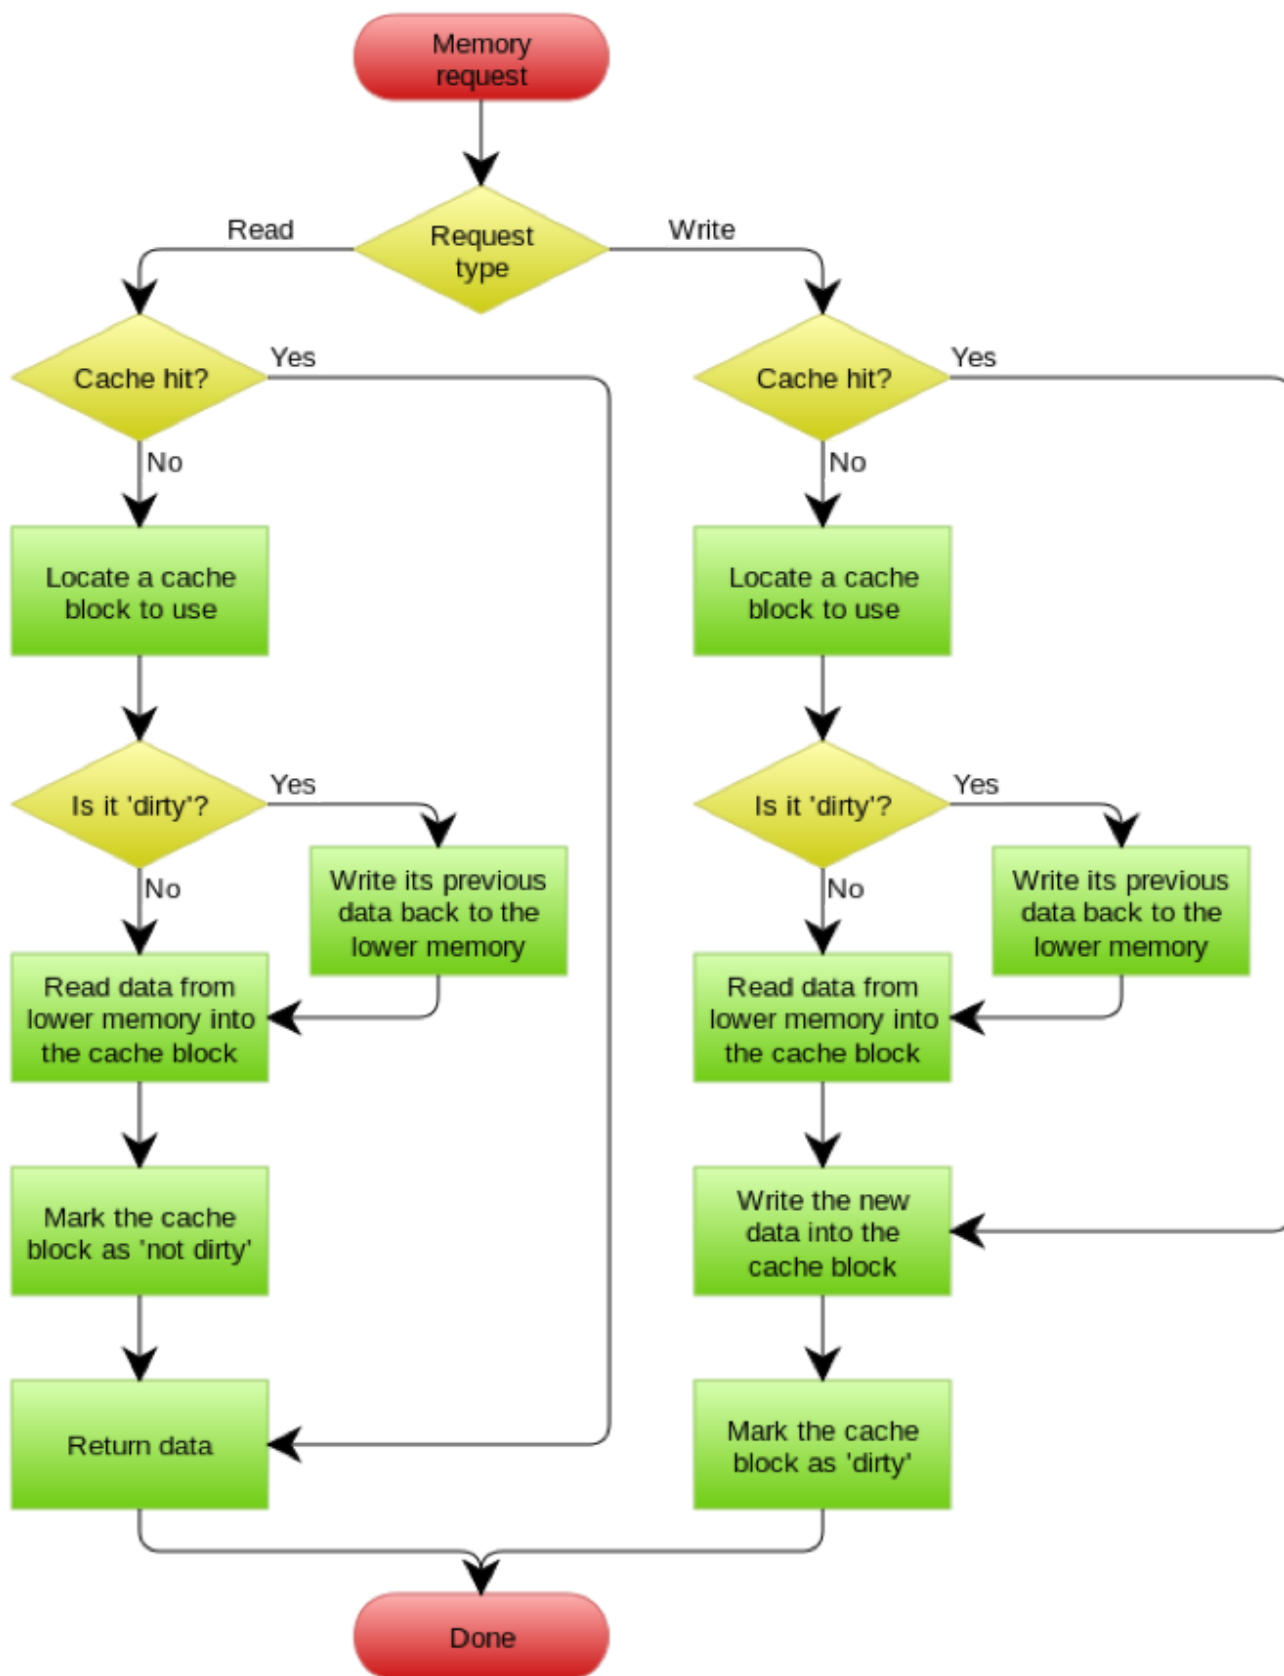 Memory
request
Request
type
Read
Write
Cache hit?
Yes
No
Cache hit?
Yes
No
Locate a cache
block to use
Locate a cache
block to use
Is it 'dirty'?
Yes
No
Is it 'dirty'?
Yes
No
Write its previous
data back to the
lower memory
Write its previous
data back to the
lower memory
Read data from
lower memory into
the cache block
Read data from
lower memory into
the cache block
Mark the cache
block as 'not dirty'
Write the new
data into the
cache block
Return data
Mark the cache
block as 'dirty'
Done